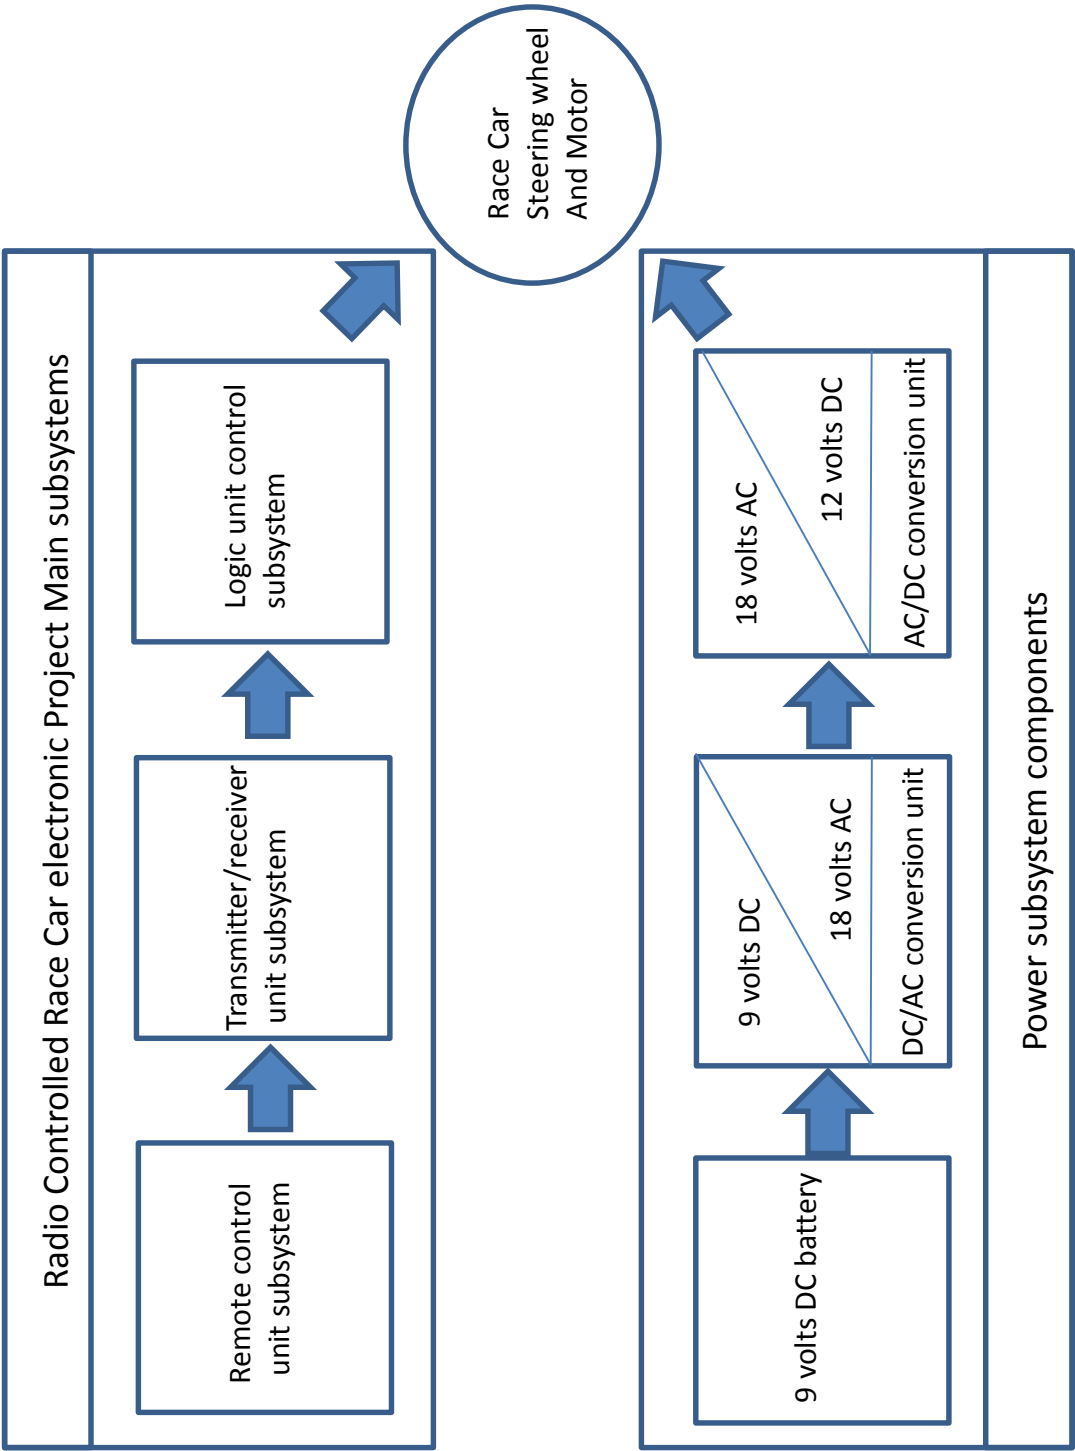 Radio Controlled Race Car electronic Project Main subsystems
Remote control
unit subsystem
Transmitter/receiver
unit subsystem
Logic unit control
subsystem
Race Car
Steering wheel
And Motor
9 volts DC battery
9 volts DC
18 volts AC
DC/AC conversion unit
18 volts AC
12 volts DC
AC/DC conversion unit
Power subsystem components